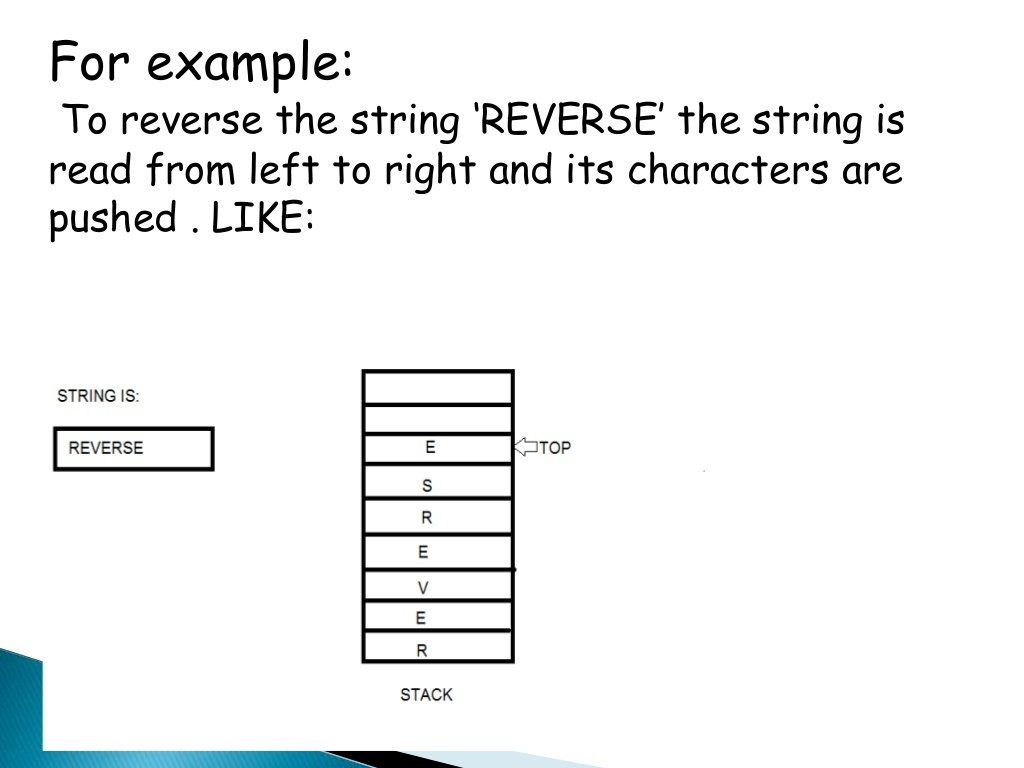 For example:
To reverse the string ‘REVERSE’ the string is
read from left to right and its characters are
pushed . LIKE:
STRING IS:
REVERSE
E
TOP
S
R
E
V
E
R
STACK